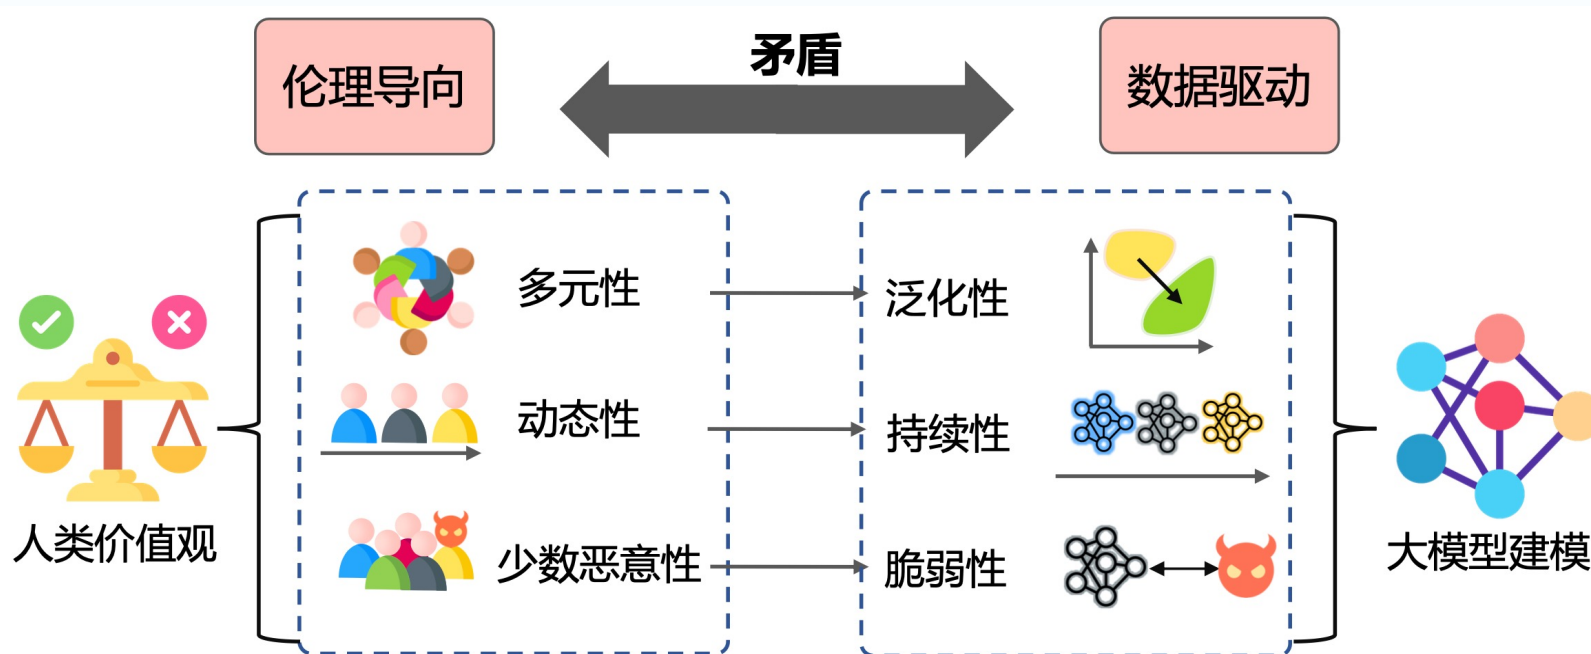 伦理导向
矛盾
数据驱动
多元性
泛化性
动态性
持续性
少数恶意性
脆弱性
人类价值观
大模型建模